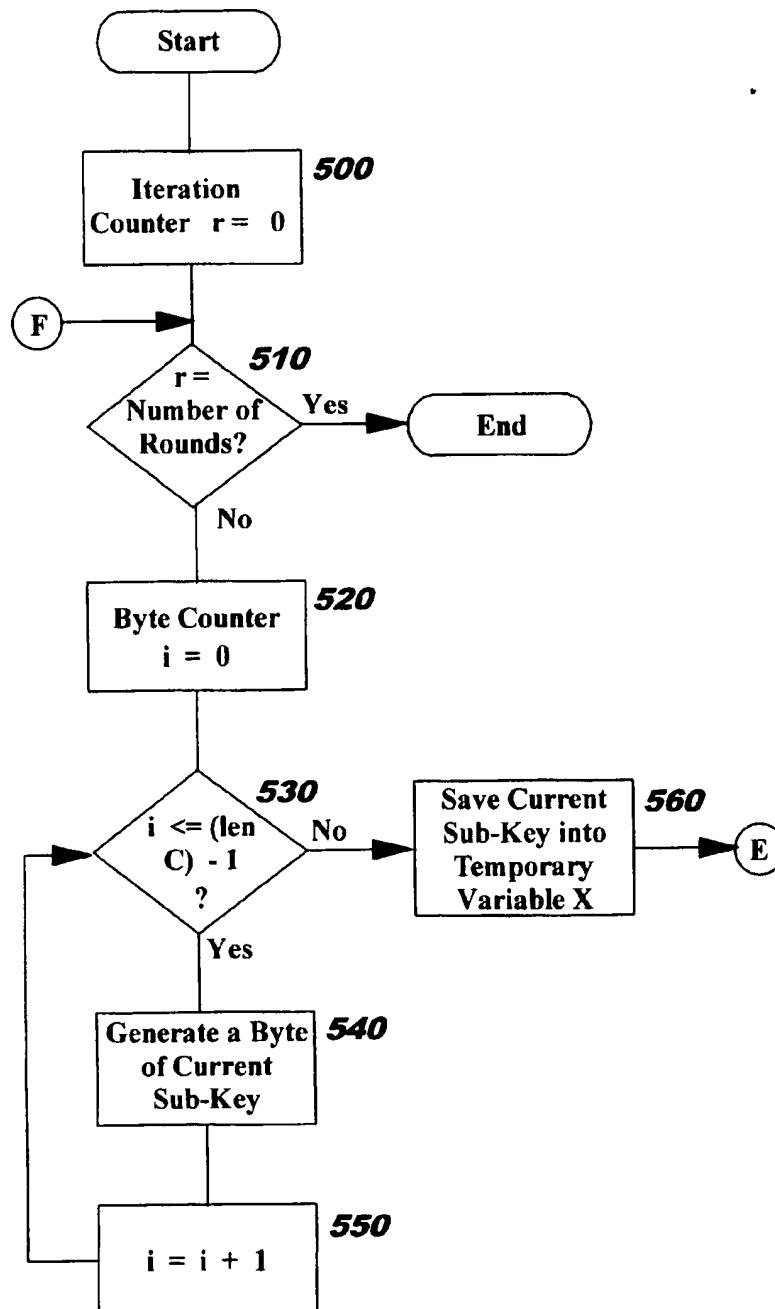 Start
500
Iteration
Counter r = 0
F
510
r =
Number of
Rounds?
Yes
End
No
520
Byte Counter
i = 0
530
i <= (len
C) - 1
?
No
Save Current
Sub-Key into
Temporary
Variable X
560
E
Yes
540
Generate a Byte
of Current
Sub-Key
550
i = i + 1